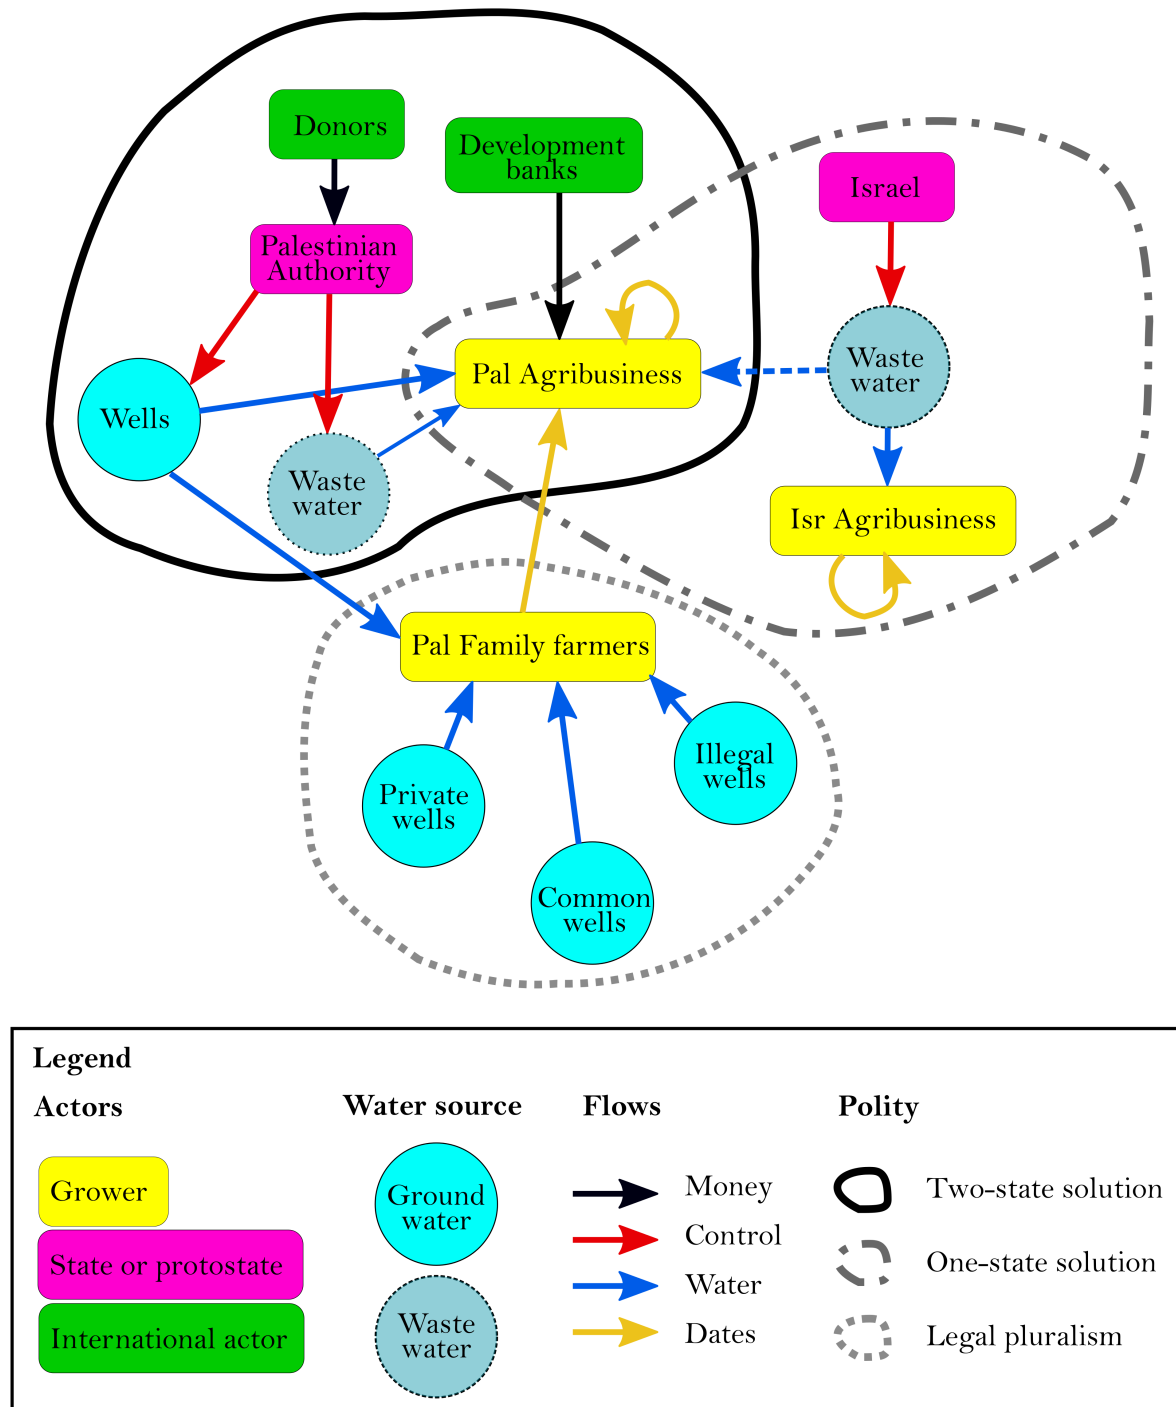 Donors
Development
banks
Israel
Palestinian
Authority
Pal Agribusiness
Waste
water
Wells
Waste
water
Isr Agribusiness
Pal Family farmers
Illegal
wells
Private
wells
Common
wells
Legend
Actors
Grower
State or protostate
International actor
Water source
Ground
water
Waste
water
Flows
Money
Control
Water
Dates
Polity
Two-state solution
One-state solution
Legal pluralism